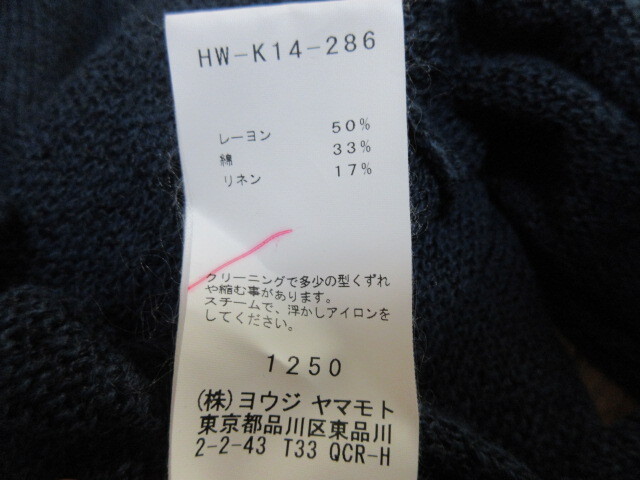 HW-K14-286
レーヨン 50%
綿 33%
リネン 17%
クリーニングで多少の型くずれ
や縮む事があります。
スチームで、浮かしアイロンを
してください。
1250
(株)ヨウジ ヤマモト
東京都品川区東品川
2-2-43 T33 QCR-H